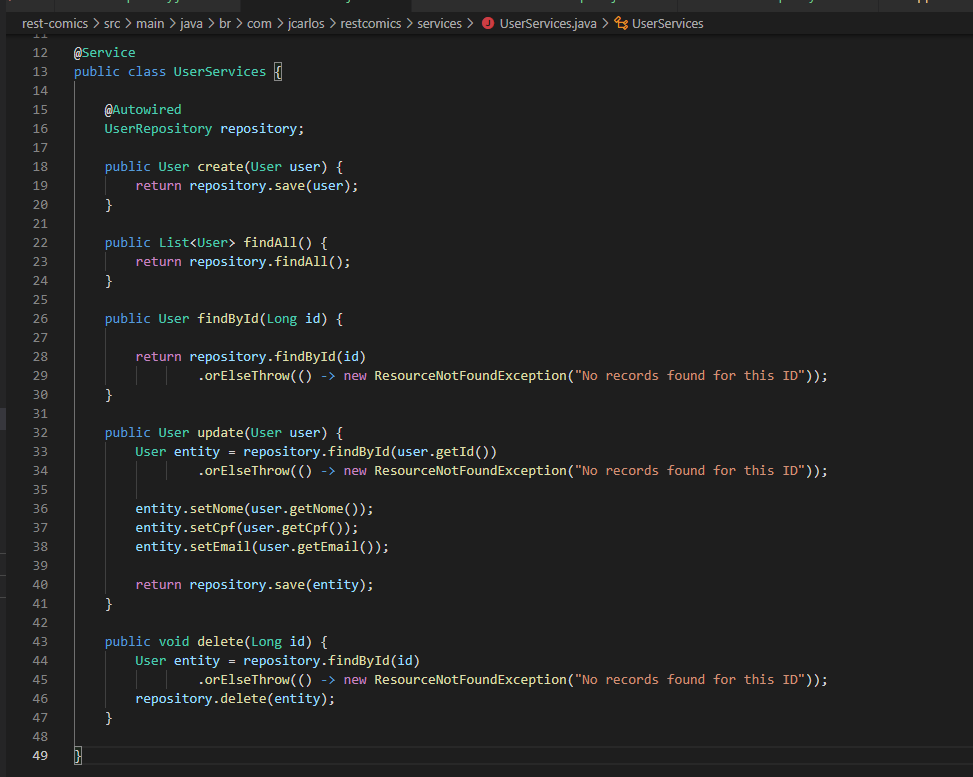 rest-comics > src > main > java > br > com > jcarlos > restcomics > services > J UserServices.java > UserServices
11
12 @Service
13 public class UserServices {
14
15 @Autowired
16 UserRepository repository;
17
18 public User create(User user) {
19 return repository.save(user);
20 }
21
22 public List<User> findAll() {
23 return repository.findAll();
24 }
25
26 public User findById(Long id) {
27
28 return repository.findById(id)
29 .orElseThrow(() -> new ResourceNotFoundException("No records found for this ID"));
30 }
31
32 public User update(User user) {
33 User entity = repository.findById(user.getId())
34 .orElseThrow(() -> new ResourceNotFoundException("No records found for this ID"));
35
36 entity.setNome(user.getNome());
37 entity.setCpf(user.getCpf());
38 entity.setEmail(user.getEmail());
39
40 return repository.save(entity);
41 }
42
43 public void delete(Long id) {
44 User entity = repository.findById(id)
45 .orElseThrow(() -> new ResourceNotFoundException("No records found for this ID"));
46 repository.delete(entity);
47 }
48
49 }